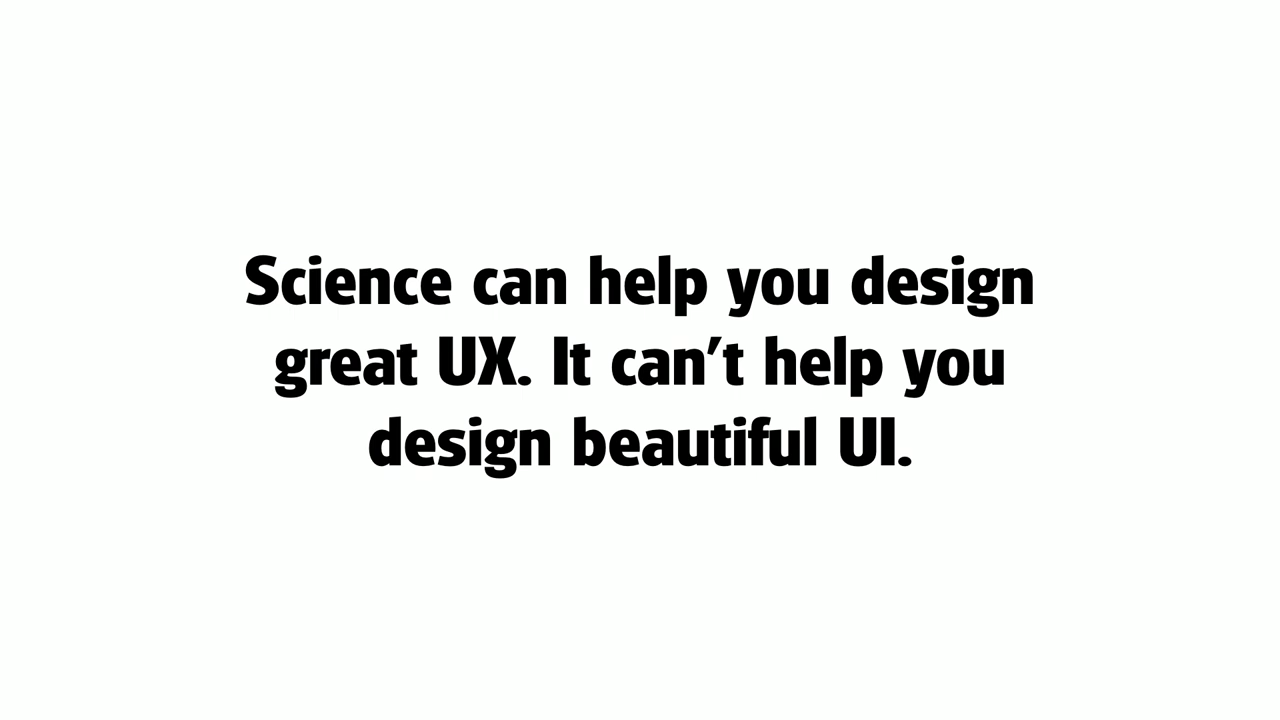 Science can help you design
great UX. It can’t help you
design beautiful UI.